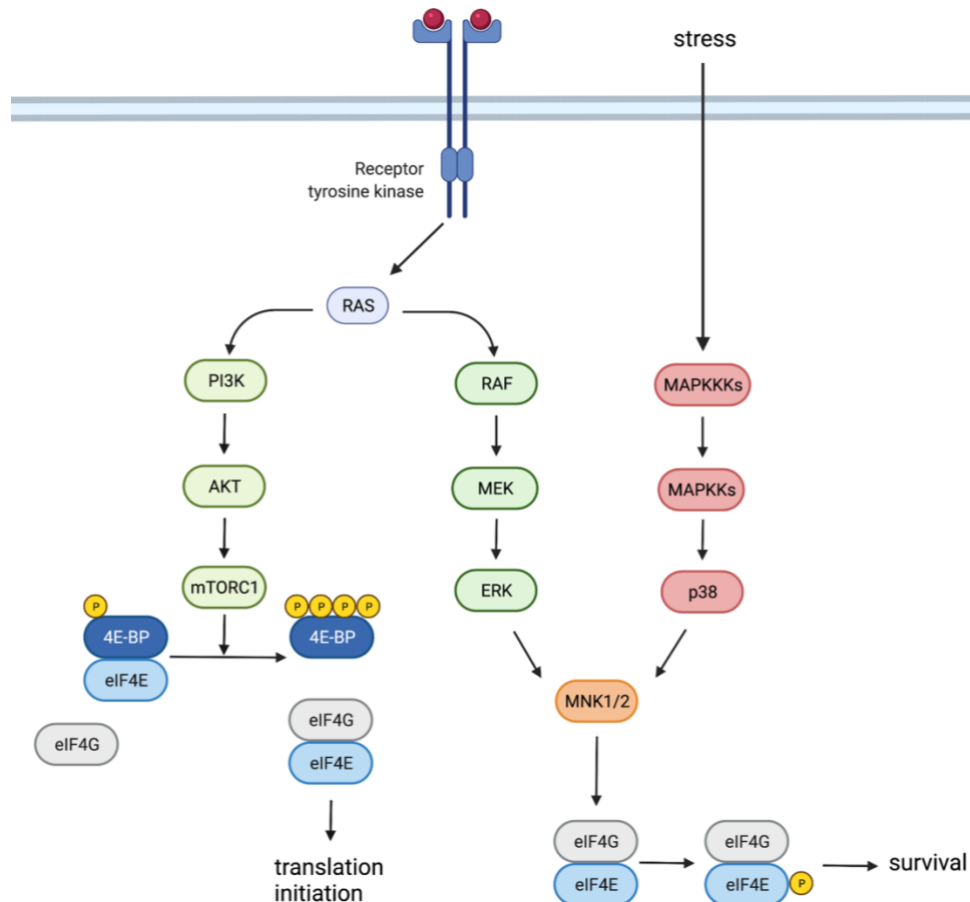 stress
Receptor
tyrosine kinase
RAS
PI3K
RAF
MAPKKKs
AKT
MEK
MAPKKs
mTORC1
ERK
p38
P
P P P P
4E-BP
4E-BP
eIF4E
MNK1/2
eIF4G
eIF4G
eIF4E
translation
initiation
eIF4G
eIF4G
eIF4E
eIF4E
P
survival